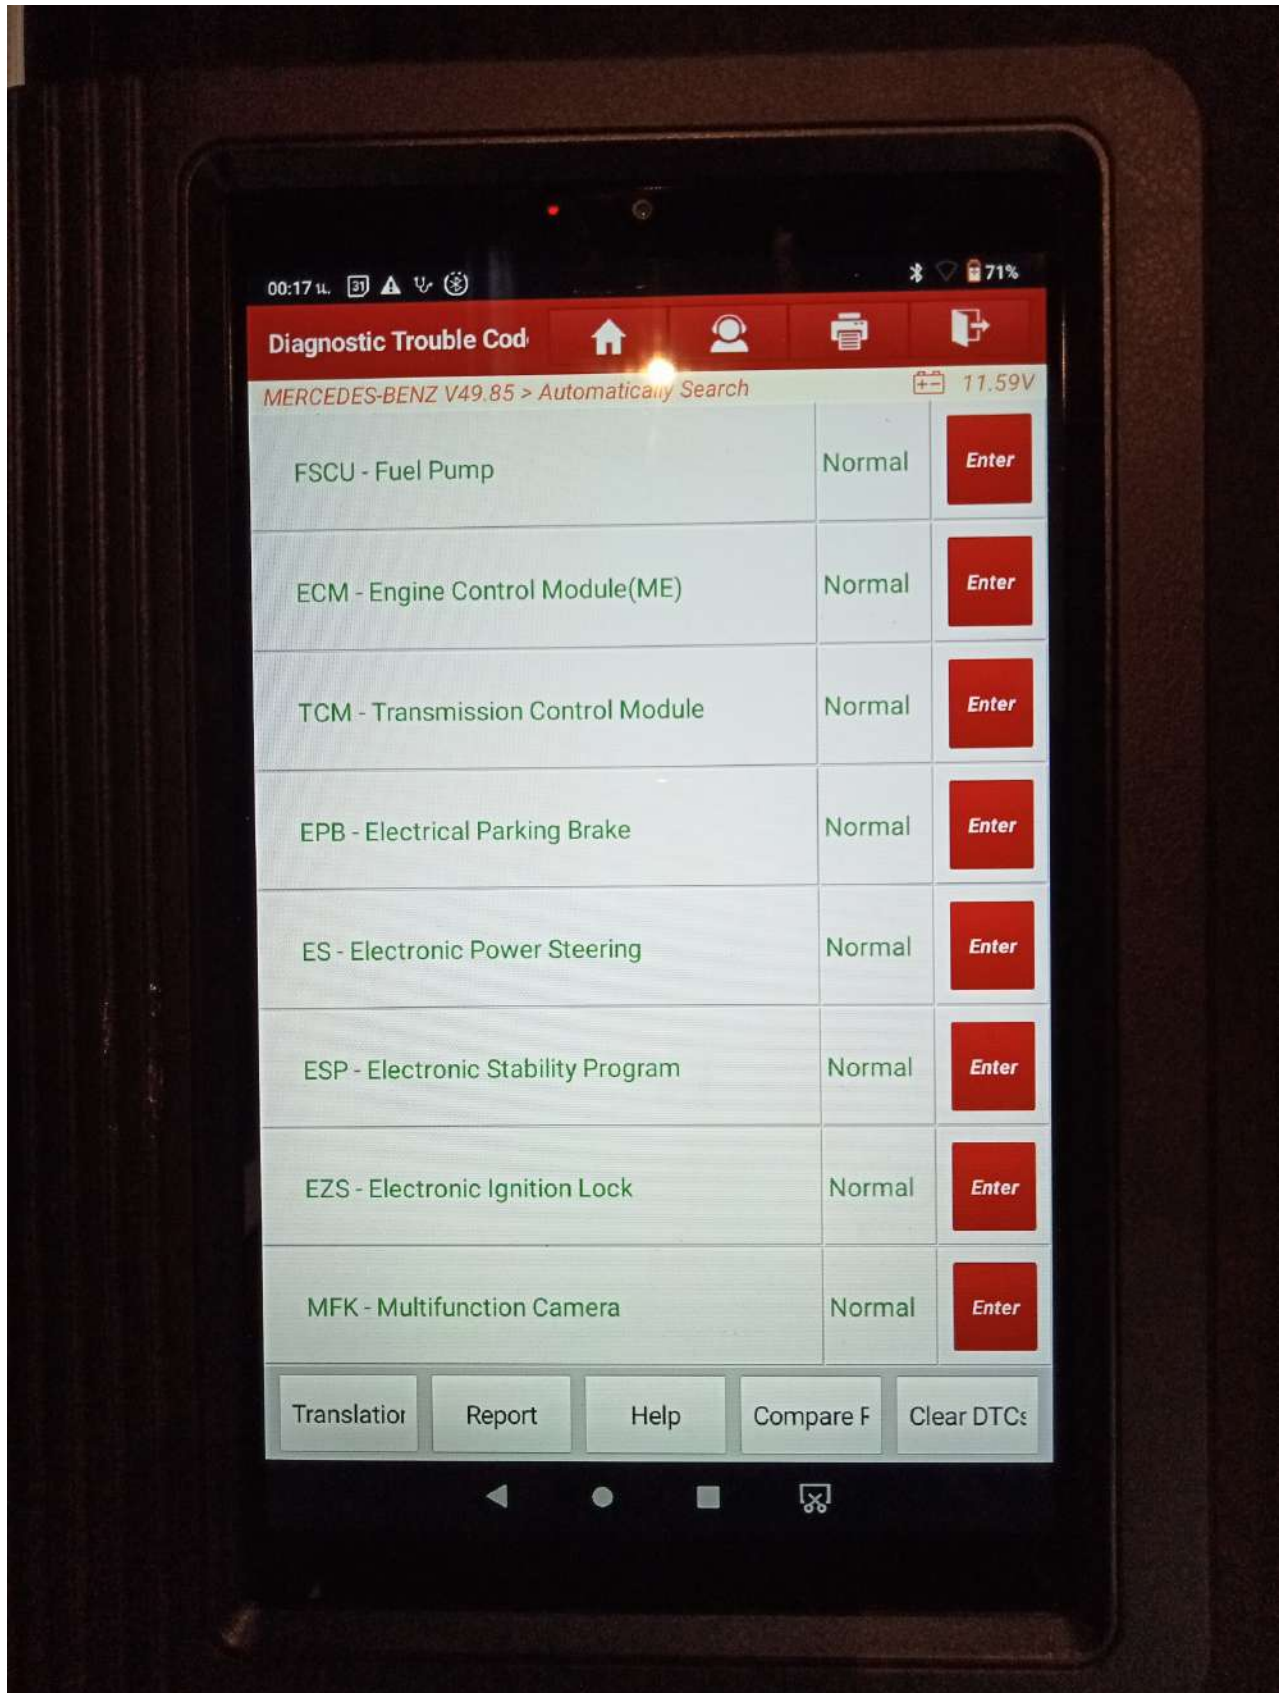 00:17 น. 31 71%
Diagnostic Trouble Cod
MERCEDES-BENZ V49.85 > Automatically Search 11.59V
FSCU - Fuel Pump Normal Enter
ECM - Engine Control Module(ME) Normal Enter
TCM - Transmission Control Module Normal Enter
EPB - Electrical Parking Brake Normal Enter
ES - Electronic Power Steering Normal Enter
ESP - Electronic Stability Program Normal Enter
EZS - Electronic Ignition Lock Normal Enter
MFK - Multifunction Camera Normal Enter
Translation Report Help Compare F Clear DTCs